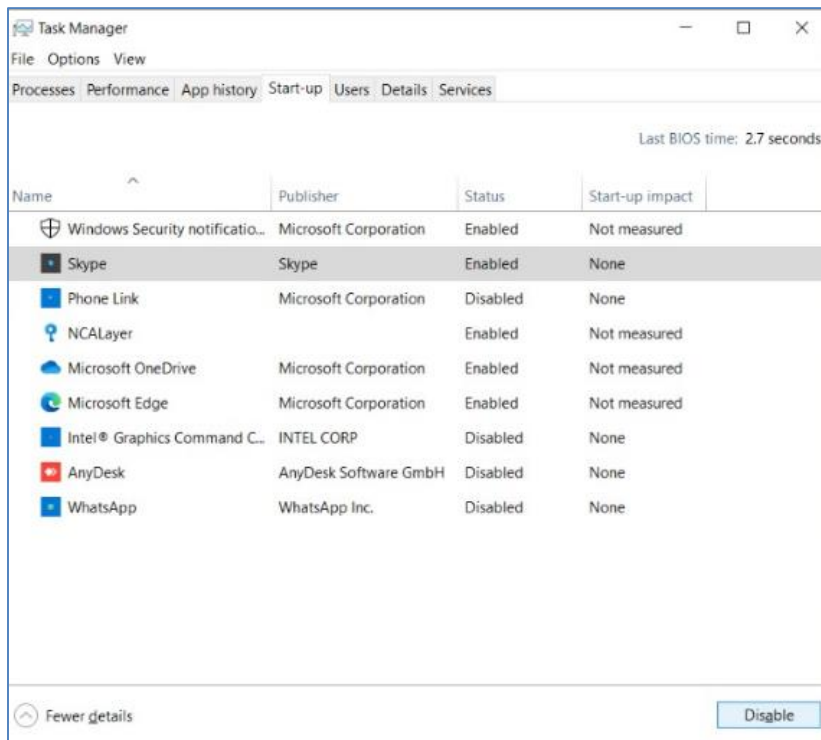 Task Manager
File Options View
Processes Performance App history Start-up Users Details Services
Last BIOS time: 2.7 seconds
Name Publisher Status Start-up impact
Windows Security notificatio... Microsoft Corporation Enabled Not measured
Skype Skype Enabled None
Phone Link Microsoft Corporation Disabled None
NCALayer Enabled Not measured
Microsoft OneDrive Microsoft Corporation Enabled Not measured
Microsoft Edge Microsoft Corporation Enabled Not measured
Intel® Graphics Command C... INTEL CORP Disabled None
AnyDesk AnyDesk Software GmbH Disabled None
WhatsApp WhatsApp Inc. Disabled None
Fewer details Disable